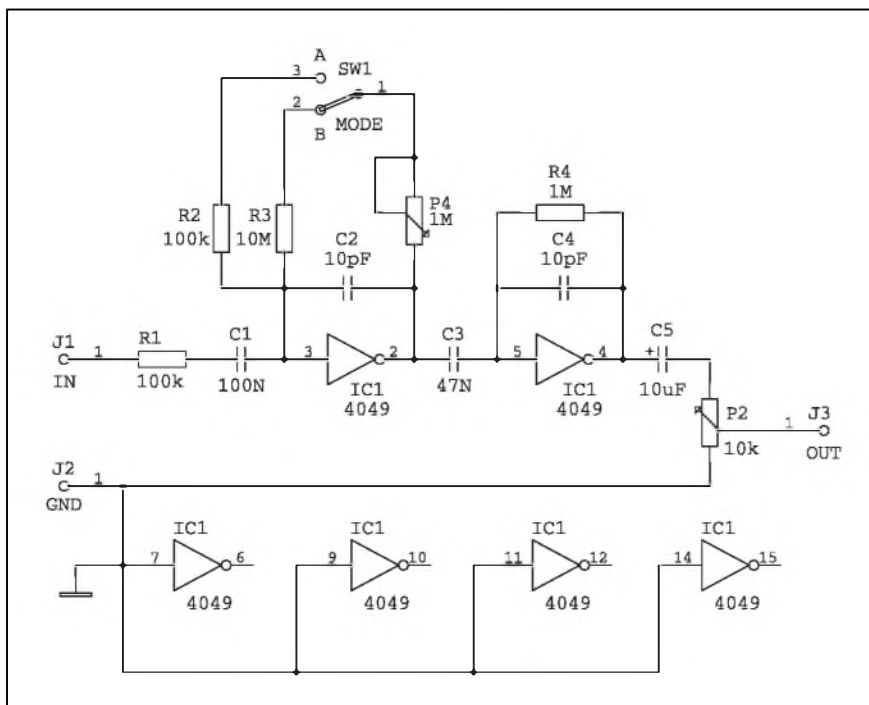 A
3
SW1
1
2
B
MODE
R2
100k
R3
10M
C2
10pF
P4
1M
R4
1M
C4
10pF
J1
1
IN
R1
100k
C1
100N
3
2
IC1
4049
C3
47N
5
4
IC1
4049
C5
+
10uF
P2
10k
1
J3
OUT
J2
1
GND
IC1
7
6
4049
IC1
9
10
4049
IC1
11
12
4049
IC1
14
15
4049